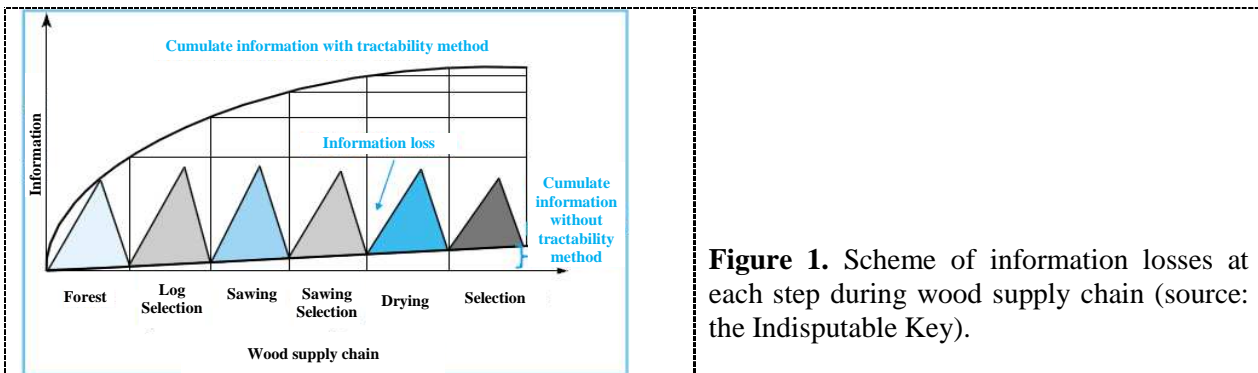 Cumulate information with tractability method
Information
Information loss
Cumulate
information
without
tractability
method
Forest
Log
Selection
Sawing
Sawing
Selection
Drying
Selection
Wood supply chain
Figure 1. Scheme of information losses at
each step during wood supply chain (source:
the Indisputable Key).